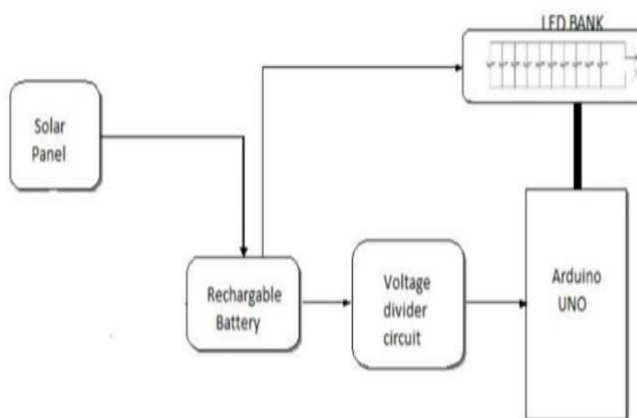 LED BANK
Solar
Panel
Rechargable
Battery
Voltage
divider
circuit
Arduino
UNO